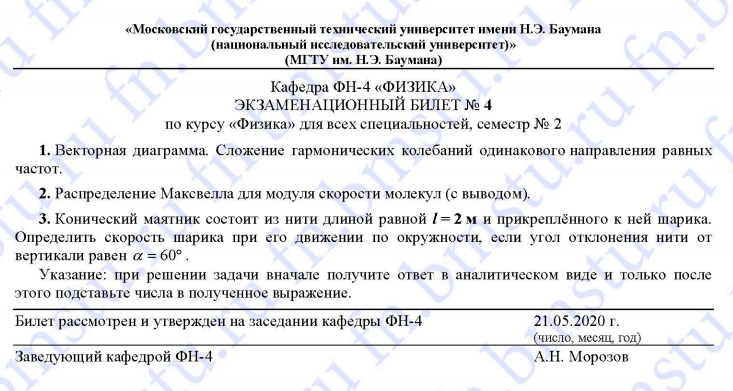 «Московский государственный технический университет имени Н.Э. Баумана
(национальный исследовательский университет)»
(МГТУ им. Н.Э. Баумана)
Кафедра ФН-4 «ФИЗИКА»
ЭКЗАМЕНАЦИОННЫЙ БИЛЕТ № 4
по курсу «Физика» для всех специальностей, семестр № 2
1. Векторная диаграмма. Сложение гармонических колебаний одинакового направления равных
частот.
2. Распределение Максвелла для модуля скорости молекул (с выводом).
3. Конический маятник состоит из нити длиной равной l = 2 м и прикреплённого к ней шарика.
Определить скорость шарика при его движении по окружности, если угол отклонения нити от
вертикали равен α = 60° .
Указание: при решении задачи вначале получите ответ в аналитическом виде и только после
этого подставьте числа в полученное выражение.
Билет рассмотрен и утвержден на заседании кафедры ФН-4 21.05.2020 г.
(число, месяц, год)
Заведующий кафедрой ФН-4 А.Н. Морозов
fn.bmstu.ru